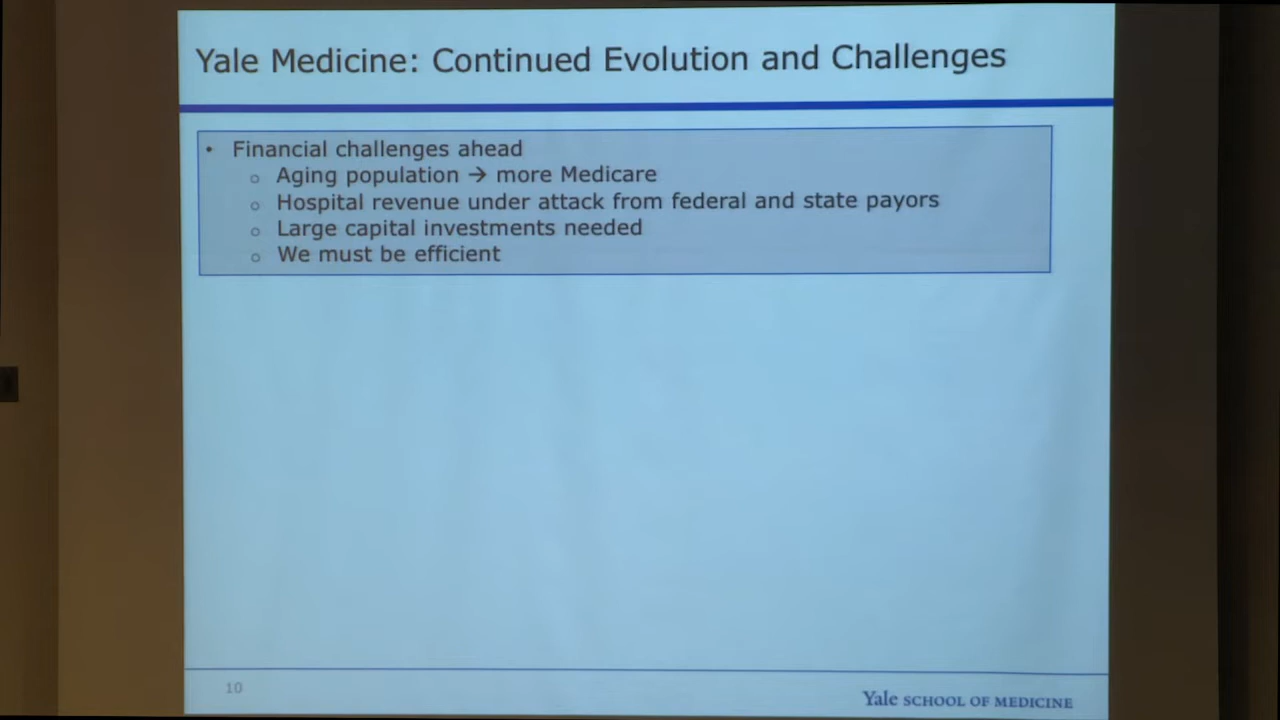 Yale Medicine: Continued Evolution and Challenges
• Financial challenges ahead
o Aging population → more Medicare
o Hospital revenue under attack from federal and state payors
o Large capital investments needed
o We must be efficient
10
Yale SCHOOL OF MEDICINE